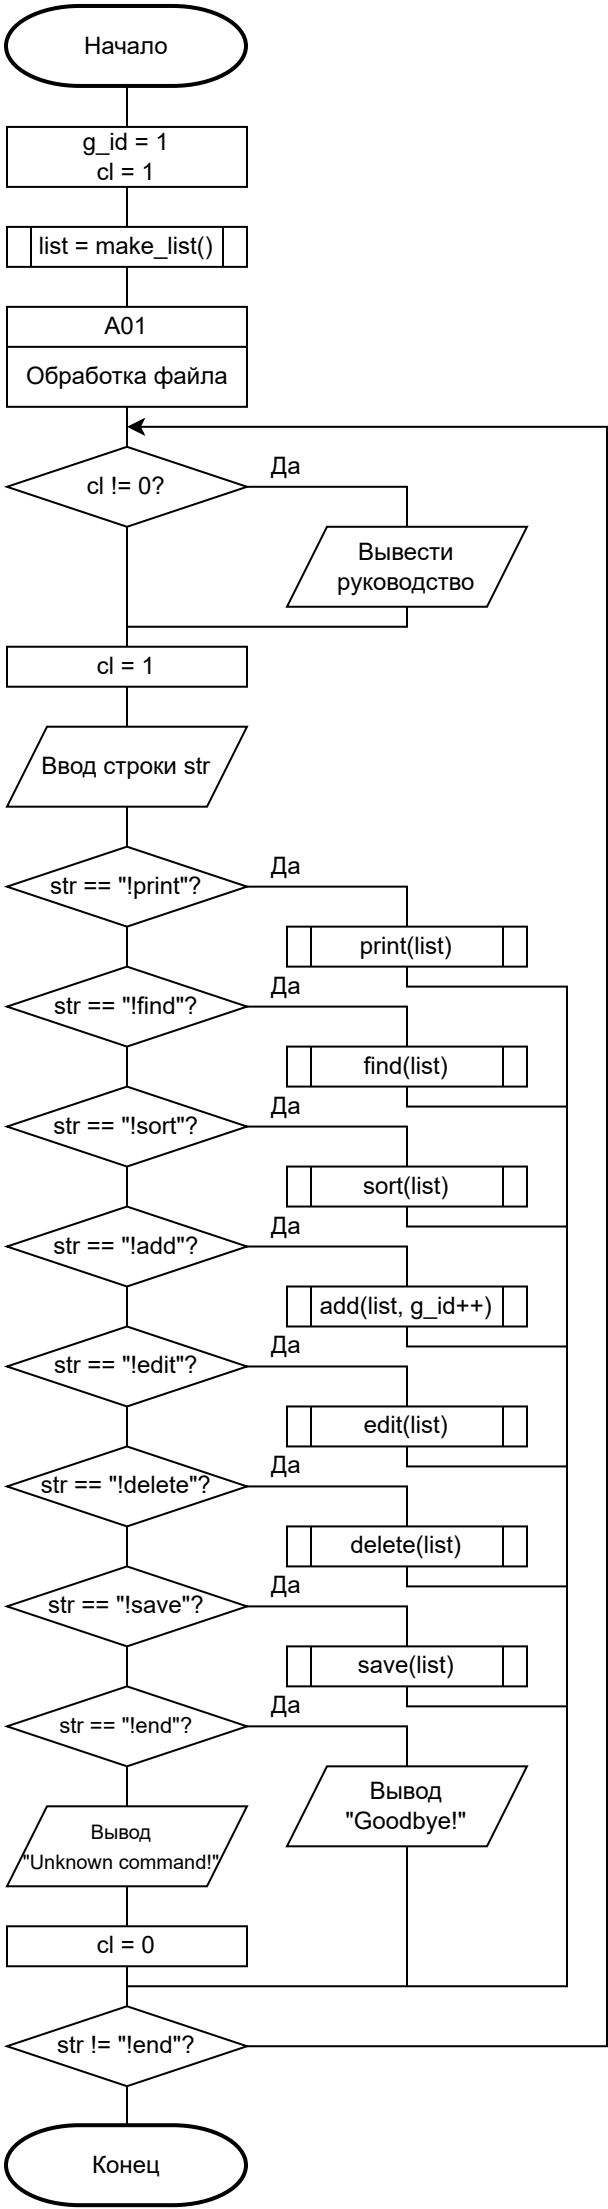 Начало
g_id = 1
cl = 1
list = make_list()
A01
Обработка файла
cl != 0?
Да
Вывести
руководство
cl = 1
Ввод строки str
str == "!print"?
Да
print(list)
str == "!find"?
Да
find(list)
str == "!sort"?
Да
sort(list)
str == "!add"?
Да
add(list, g_id++)
str == "!edit"?
Да
edit(list)
str == "!delete"?
Да
delete(list)
str == "!save"?
Да
save(list)
str == "!end"?
Да
Вывод
"Goodbye!"
Вывод
"Unknown command!"
cl = 0
str != "!end"?
Конец